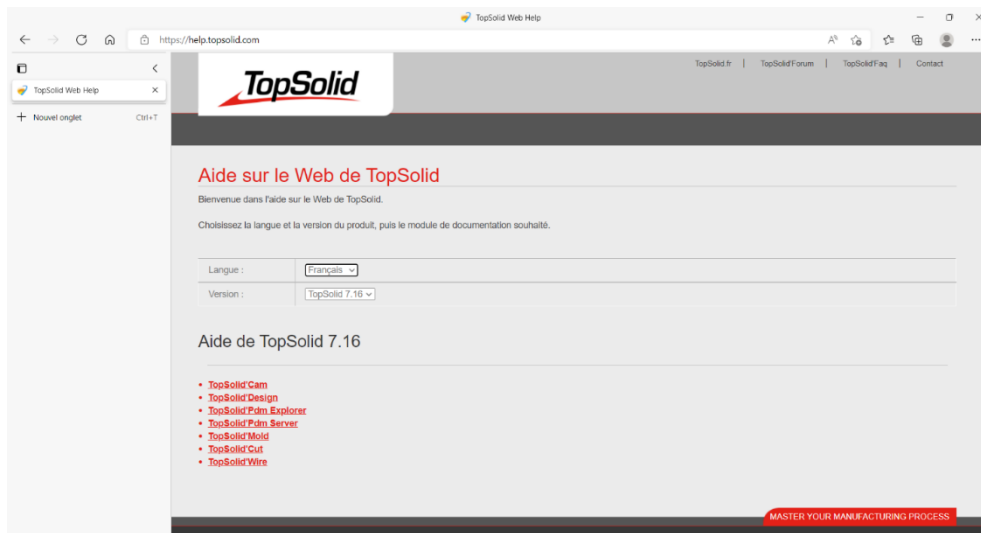 TopSolid Web Help
https://help.topsolid.com
TopSolid Web Help
Nouvel onglet Ctrl+T
TopSolid
TopSolid.fr | TopSolid'Forum | TopSolid'Faq | Contact
Aide sur le Web de TopSolid
Bienvenue dans l'aide sur le Web de TopSolid.
Choisissez la langue et la version du produit, puis le module de documentation souhaité.
Langue : Français
Version : TopSolid 7.16
Aide de TopSolid 7.16
• TopSolid'Cam
• TopSolid'Design
• TopSolid'Pdm Explorer
• TopSolid'Pdm Server
• TopSolid'Mold
• TopSolid'Cut
• TopSolid'Wire
MASTER YOUR MANUFACTURING PROCESS